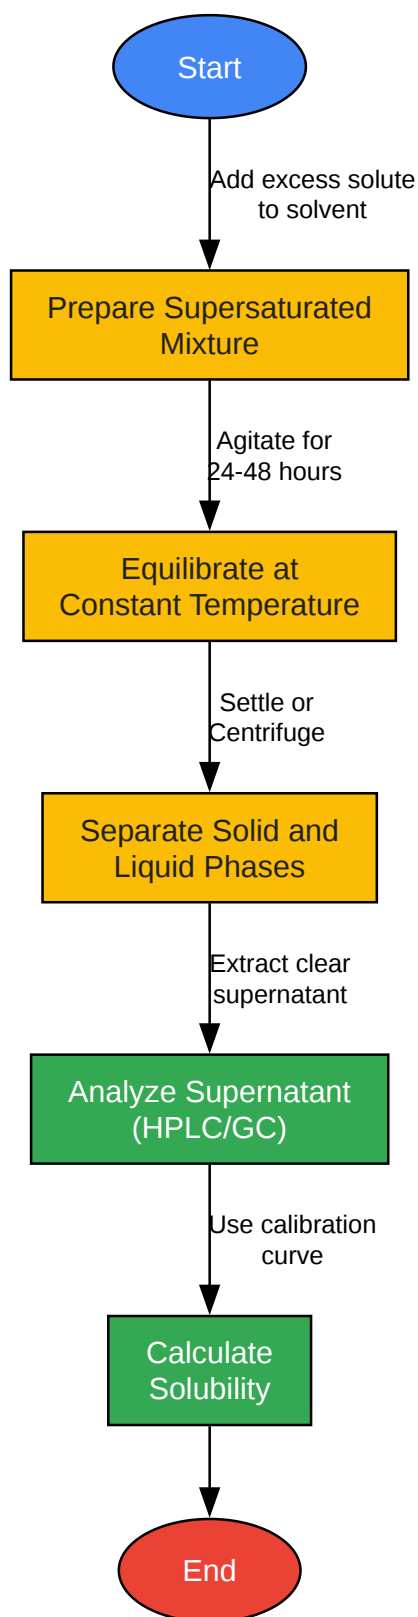 Start
Add excess solute
to solvent
Prepare Supersaturated
Mixture
Agitate for
24-48 hours
Equilibrate at
Constant Temperature
Settle or
Centrifuge
Separate Solid and
Liquid Phases
Extract clear
supernatant
Analyze Supernatant
(HPLC/GC)
Use calibration
curve
Calculate
Solubility
End